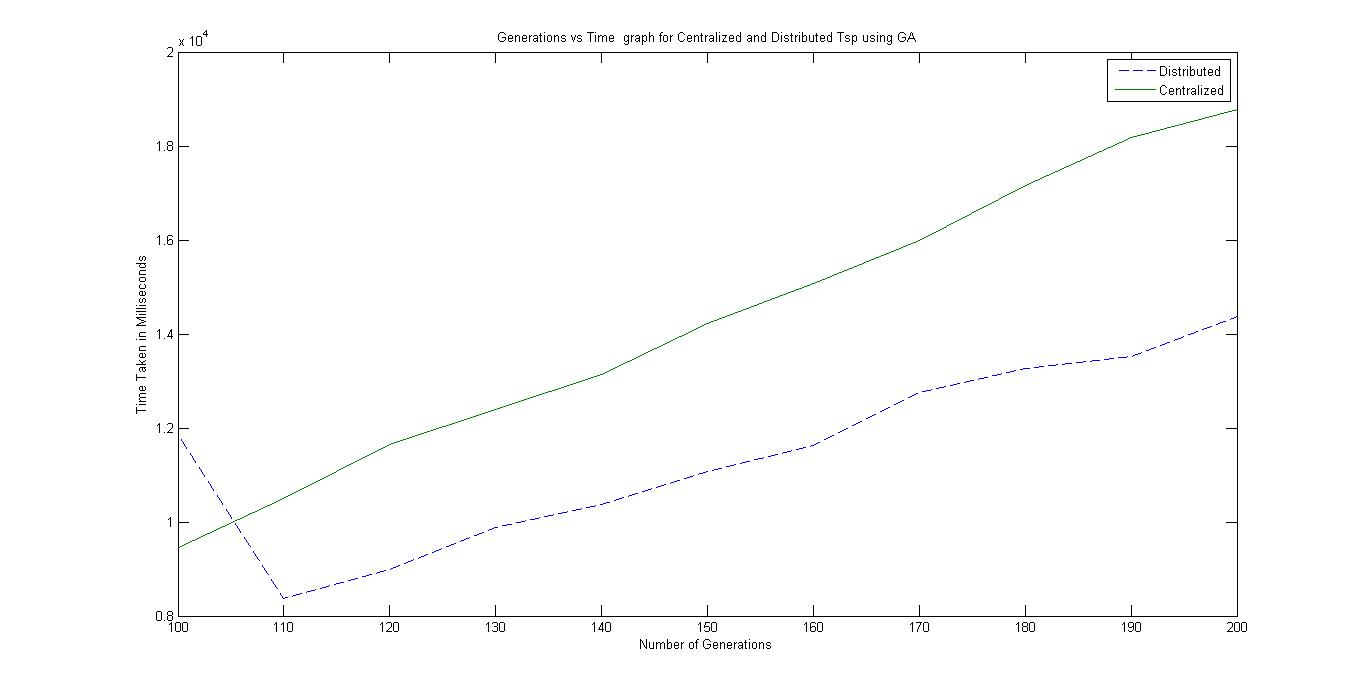 Generations vs Time  graph for Centralized and Distributed Tsp using GA
x 10^4
2
1.8
1.6
1.4
1.2
1
0.8
Time Taken in Milliseconds
Distributed
Centralized
100 110 120 130 140 150 160 170 180 190 200
Number of Generations